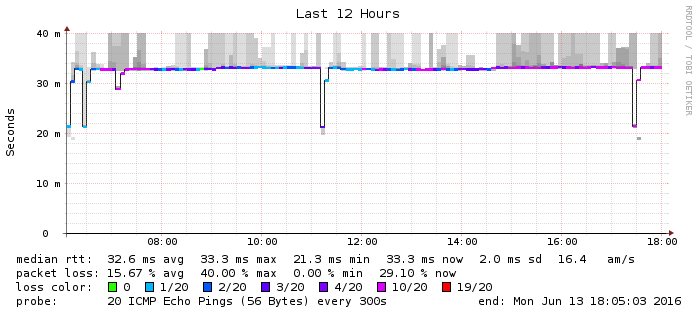 Last 12 Hours
RRDTOOL / TOBI OETIKER
Seconds
40 m
30 m
20 m
10 m
0
08:00 10:00 12:00 14:00 16:00 18:00
median rtt: 32.6 ms avg 33.3 ms max 21.3 ms min 33.3 ms now 2.0 ms sd 16.4 am/s
packet loss: 15.67 % avg 40.00 % max 0.00 % min 29.10 % now
loss color: 0 1/20 2/20 3/20 4/20 10/20 19/20
probe: 20 ICMP Echo Pings (56 Bytes) every 300s end: Mon Jun 13 18:05:03 2016